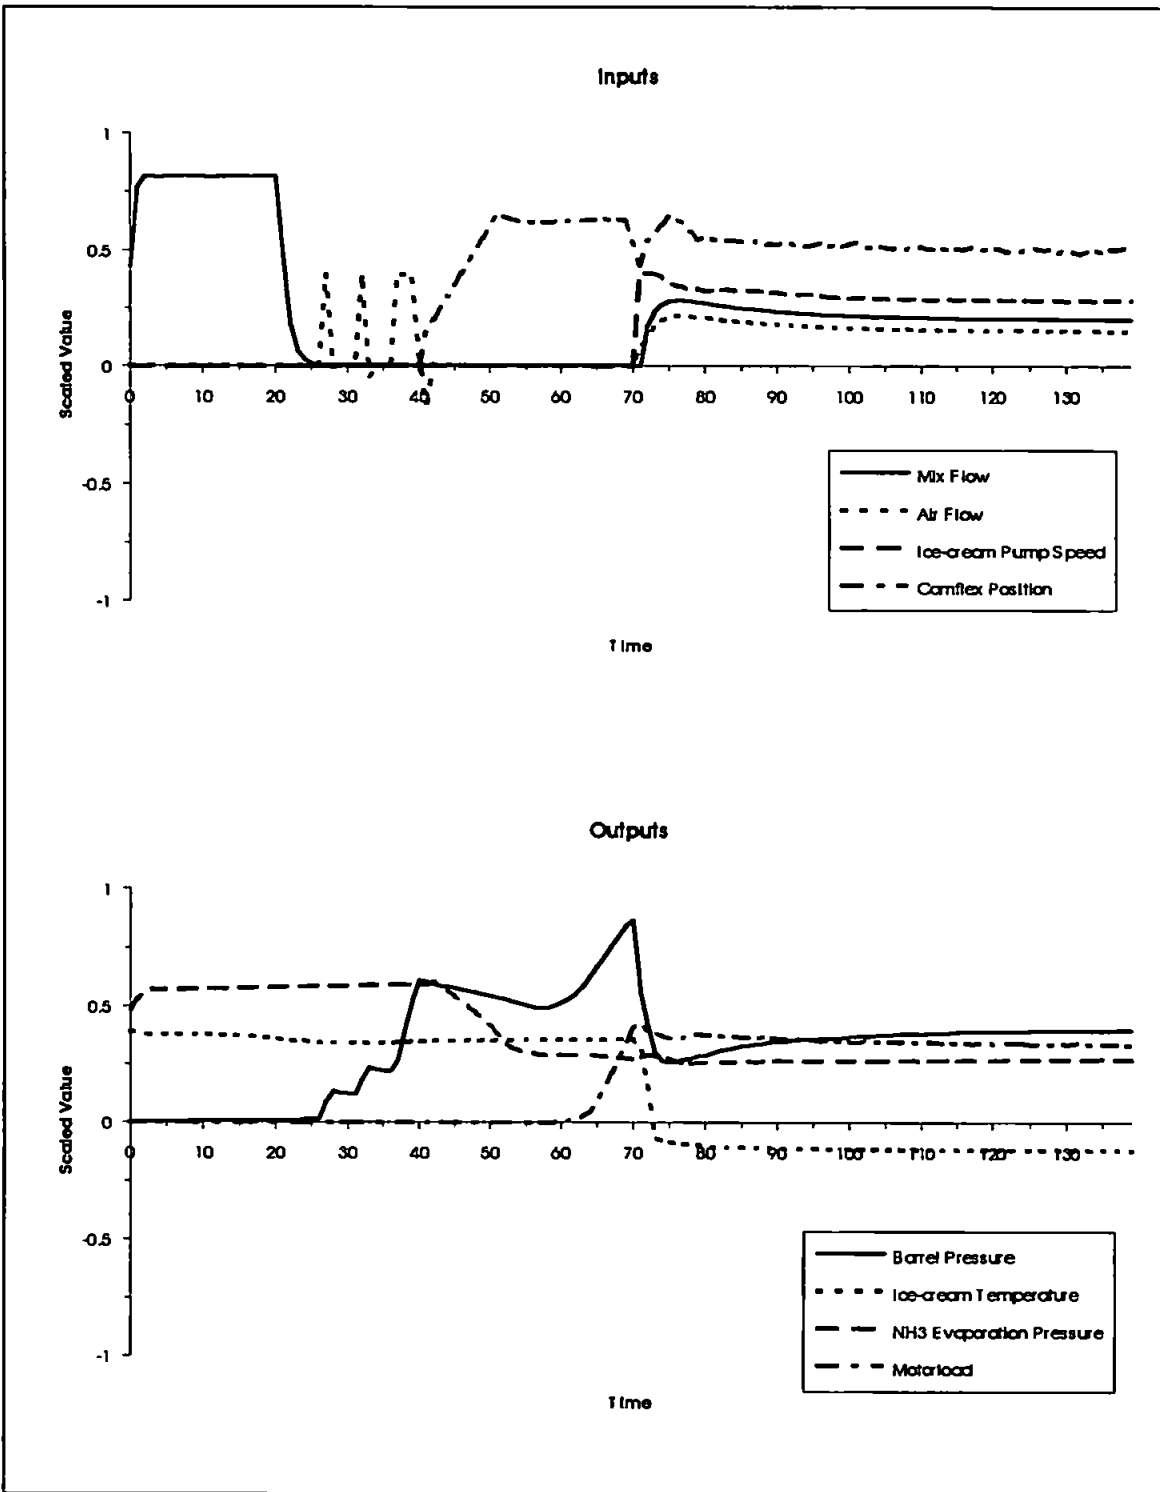 Inputs
1
0.5
0
-0.5
-1
Scaled Value
0 10 20 30 40 50 60 70 80 90 100 110 120 130
Mix Flow
Air Flow
Ice-cream Pump Speed
Camflex Position
Time
Outputs
1
0.5
0
-0.5
-1
Scaled Value
0 10 20 30 40 50 60 70 80 90 100 110 120 130
Barrel Pressure
Ice-cream Temperature
NH3 Evaporation Pressure
Motorload
Time